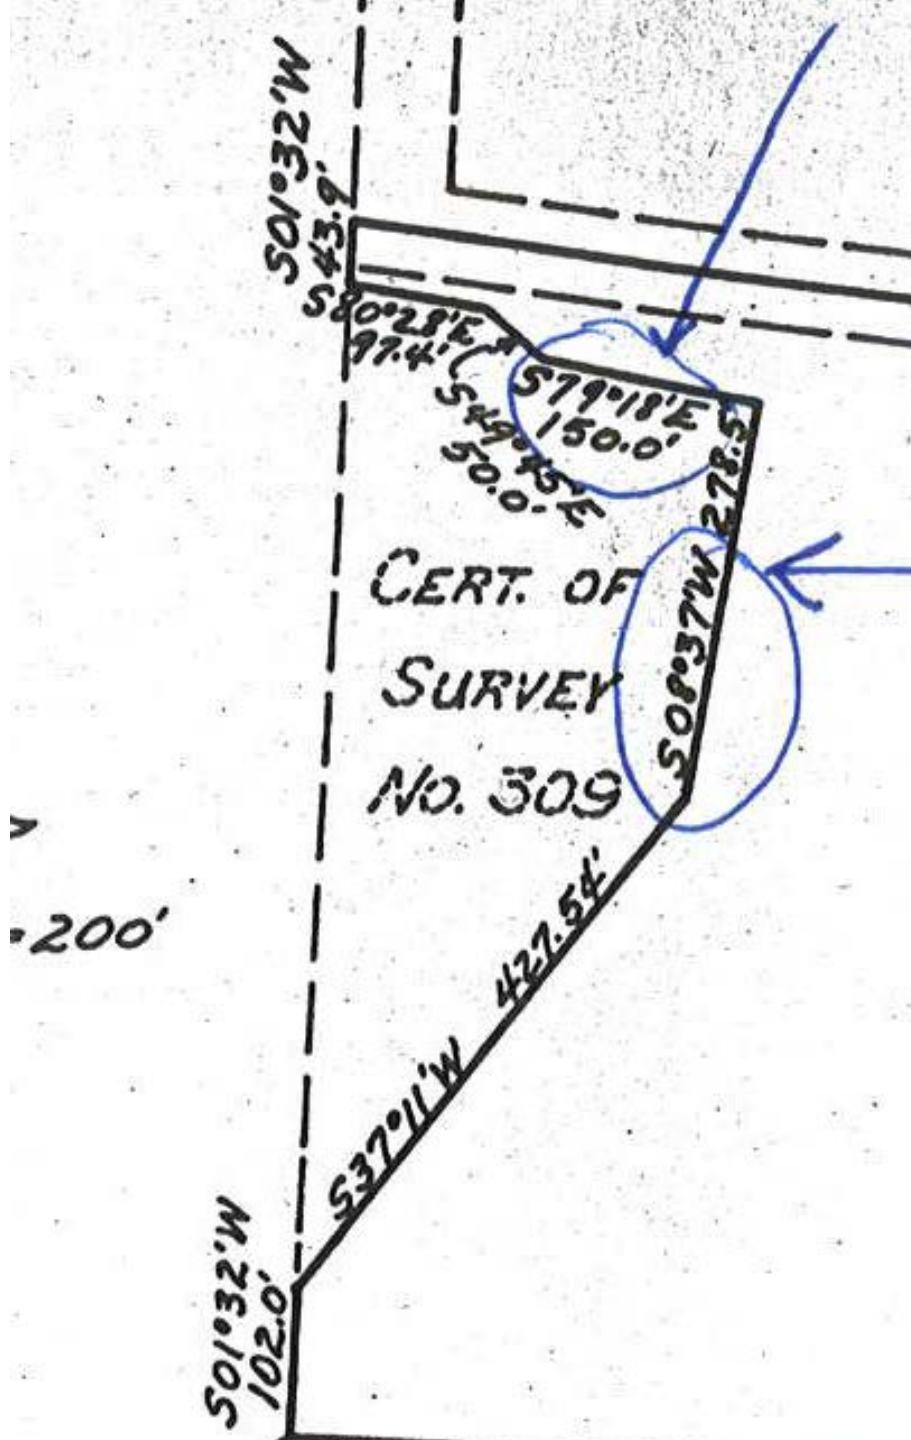 S01°32'W
43.9'
S80°28'E
97.4'
S49°45'E
50.0'
S79°18'E
150.0'
S08°37'W 278.5
CERT. OF
SURVEY
NO. 309
=200'
S37°11'W 427.54'
S01°32'W
102.0'